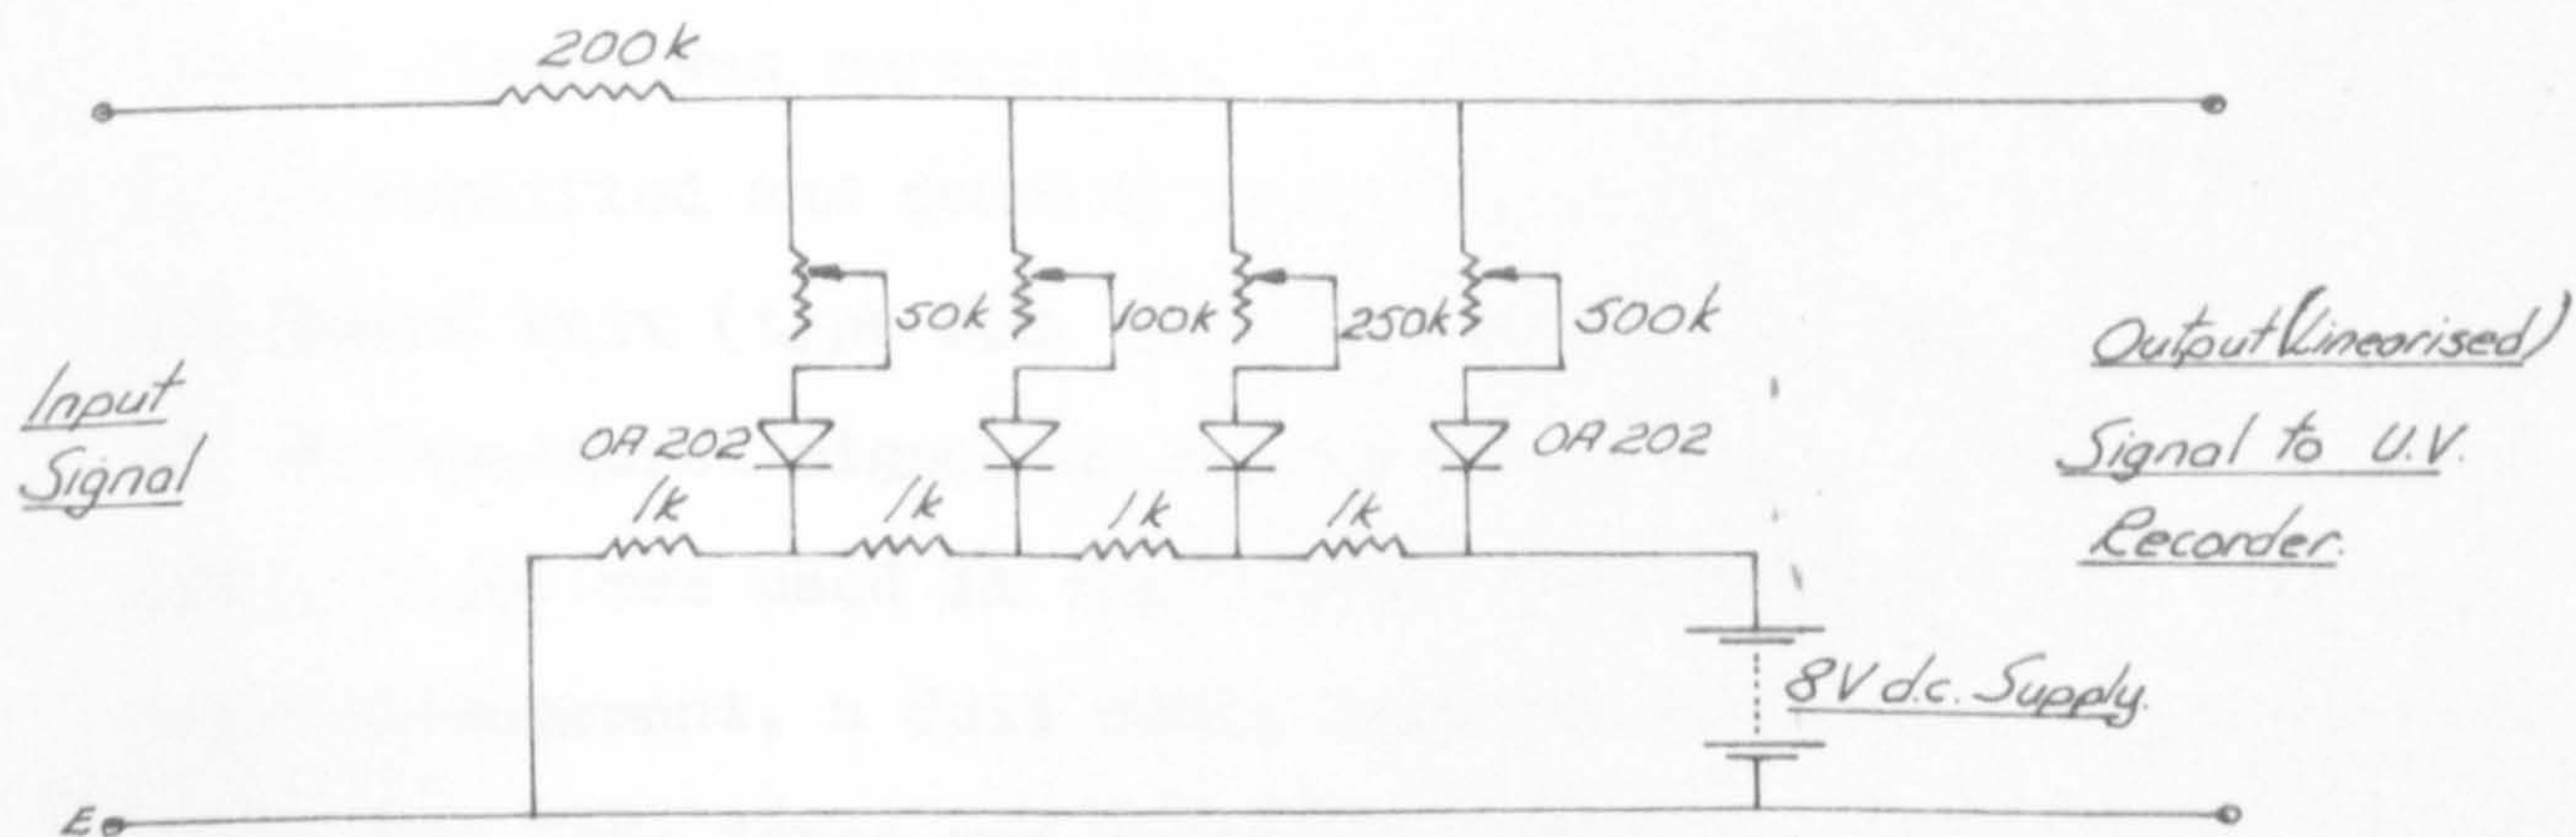 200k
50k
100k
250k
500k
Input
Signal
OA 202
OA 202
1k
1k
1k
1k
Output (Linearised)
Signal to U.V.
Recorder.
8V d.c. Supply.
E